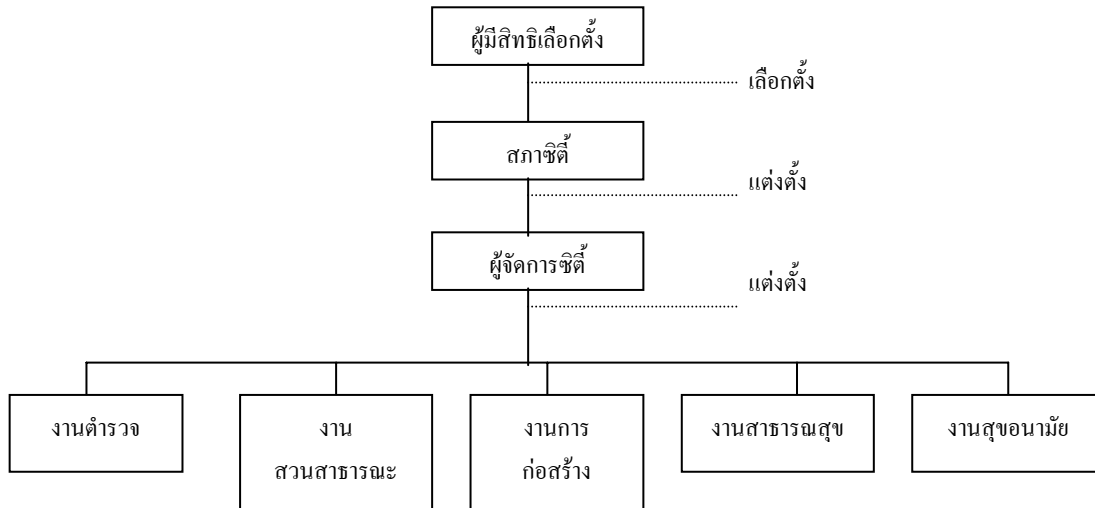 ผู้มีสิทธิเลือกตั้ง
เลือกตั้ง
สภาซิตี้
แต่งตั้ง
ผู้จัดการซิตี้
แต่งตั้ง
งานตำรวจ
งาน
สวนสาธารณะ
งานการ
ก่อสร้าง
งานสาธารณสุข
งานสุขอนามัย